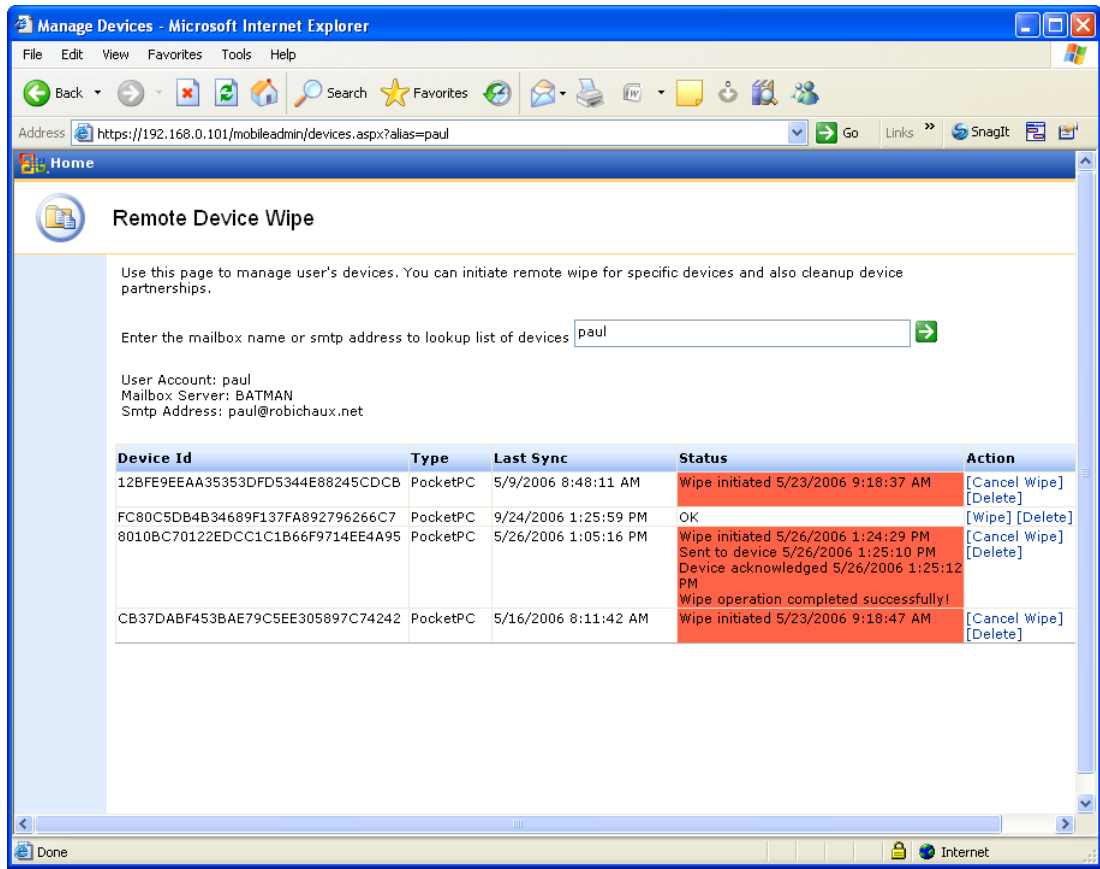 Manage Devices - Microsoft Internet Explorer
File Edit View Favorites Tools Help
Back Search Favorites
Address https://192.168.0.101/mobileadmin/devices.aspx?alias=paul Go Links » SnagIt
Home
Remote Device Wipe
Use this page to manage user's devices. You can initiate remote wipe for specific devices and also cleanup device
partnerships.
Enter the mailbox name or smtp address to lookup list of devices paul
User Account: paul
Mailbox Server: BATMAN
Smtp Address: paul@robichaux.net
Device Id Type Last Sync Status Action
12BFE9EEAA35353DFD5344E88245CDCB PocketPC 5/9/2006 8:48:11 AM Wipe initiated 5/23/2006 9:18:37 AM [Cancel Wipe]
[Delete]
FC80C5DB4B34689F137FA892796266C7 PocketPC 9/24/2006 1:25:59 PM OK [Wipe] [Delete]
8010BC70122EDCC1C1B66F9714EE4A95 PocketPC 5/26/2006 1:05:16 PM Wipe initiated 5/26/2006 1:24:29 PM [Cancel Wipe]
Sent to device 5/26/2006 1:25:10 PM [Delete]
Device acknowledged 5/26/2006 1:25:12
PM
Wipe operation completed successfully!
CB37DABF453BAE79C5EE305897C74242 PocketPC 5/16/2006 8:11:42 AM Wipe initiated 5/23/2006 9:18:47 AM [Cancel Wipe]
[Delete]
Done Internet